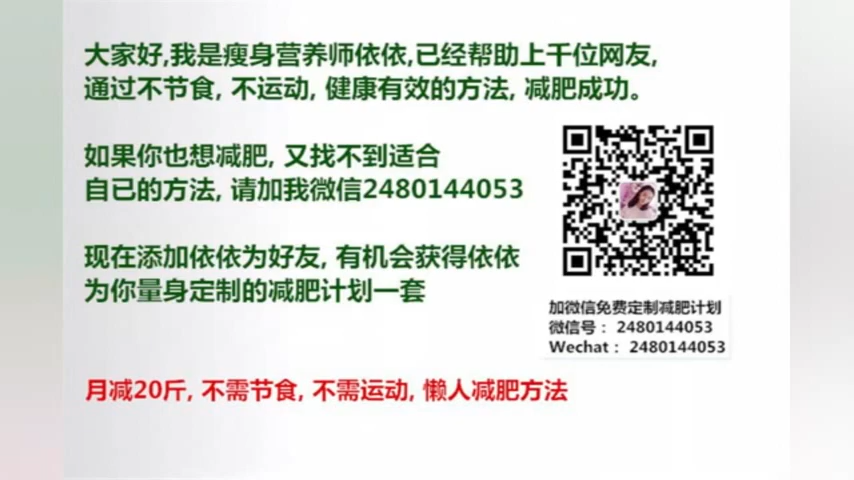 大家好,我是瘦身营养师依依,已经帮助上千位网友,
通过不节食, 不运动, 健康有效的方法, 减肥成功。
如果你也想减肥, 又找不到适合
自已的方法, 请加我微信2480144053
现在添加依依为好友, 有机会获得依依
为你量身定制的减肥计划一套
加微信免费定制减肥计划
微信号： 2480144053
Wechat： 2480144053
月减20斤, 不需节食, 不需运动, 懒人减肥方法